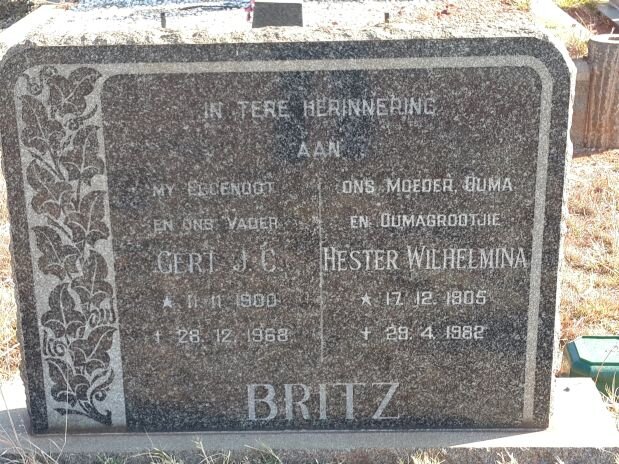 IN TERE HERINNERING
AAN
MY EGGENOOT
EN ONS VADER
GERT J. C.
★ 11. 11. 1900
✝ 28. 12. 1968
ONS MOEDER, OUMA
EN OUMAGROOTJIE
HESTER WILHELMINA
★ 17. 12. 1905
✝ 29. 4. 1982
BRITZ